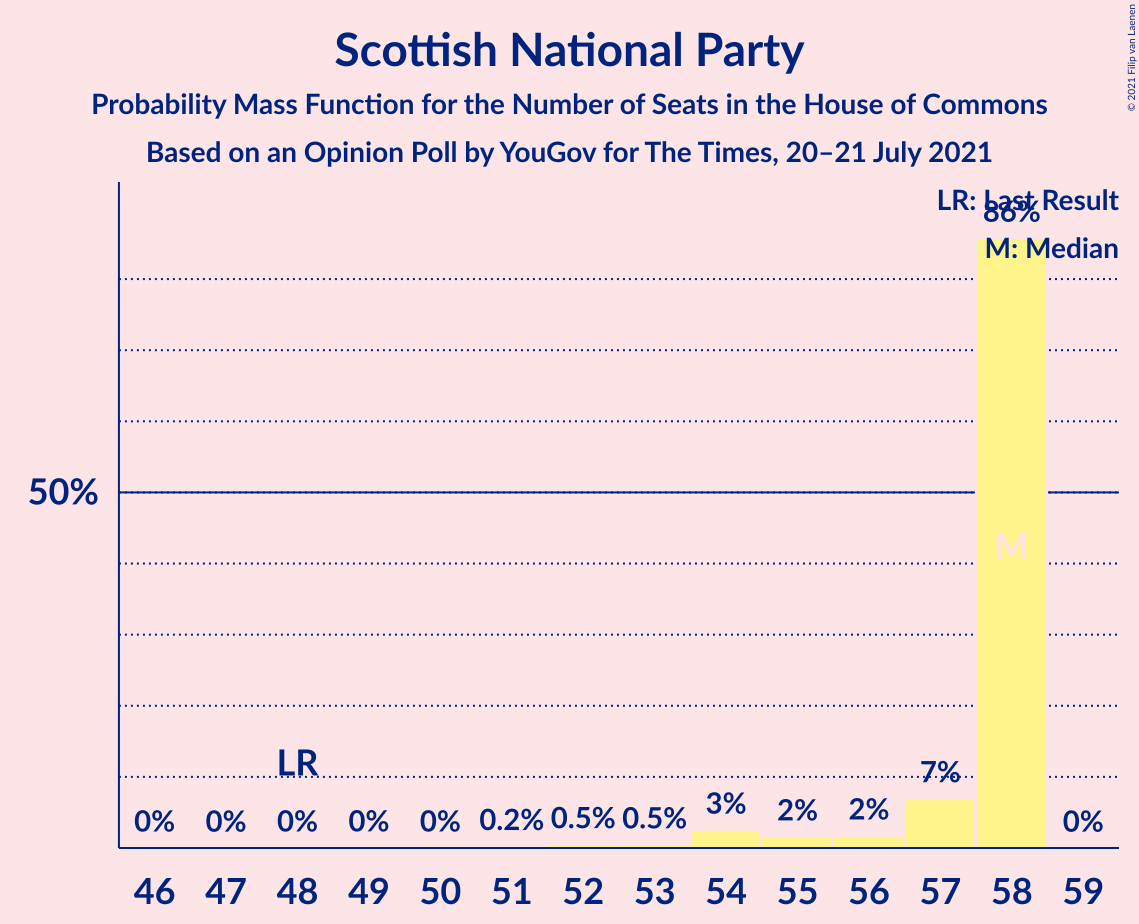 Scottish National Party
Probability Mass Function for the Number of Seats in the House of Commons
Based on an Opinion Poll by YouGov for The Times, 20–21 July 2021
© 2021 Filip van Laenen
LR: Last Result
86%
M: Median
50%
M
LR
7%
0% 0% 0% 0% 0% 0.2% 0.5% 0.5% 3% 2% 2% 0%
46 47 48 49 50 51 52 53 54 55 56 57 58 59